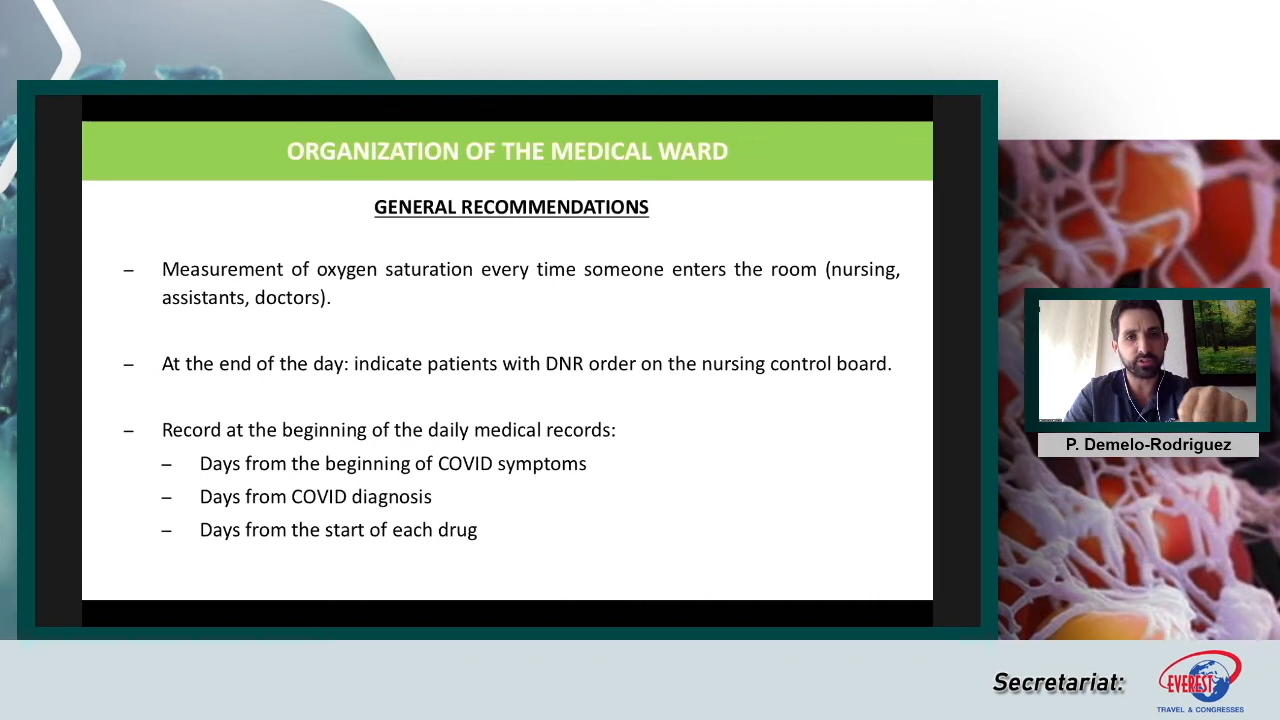 ORGANIZATION OF THE MEDICAL WARD
GENERAL RECOMMENDATIONS
– Measurement of oxygen saturation every time someone enters the room (nursing,
assistants, doctors).
– At the end of the day: indicate patients with DNR order on the nursing control board.
– Record at the beginning of the daily medical records:
– Days from the beginning of COVID symptoms
– Days from COVID diagnosis
– Days from the start of each drug
P. Demelo-Rodriguez
Secretariat:
EVEREST
TRAVEL & CONGRESSES